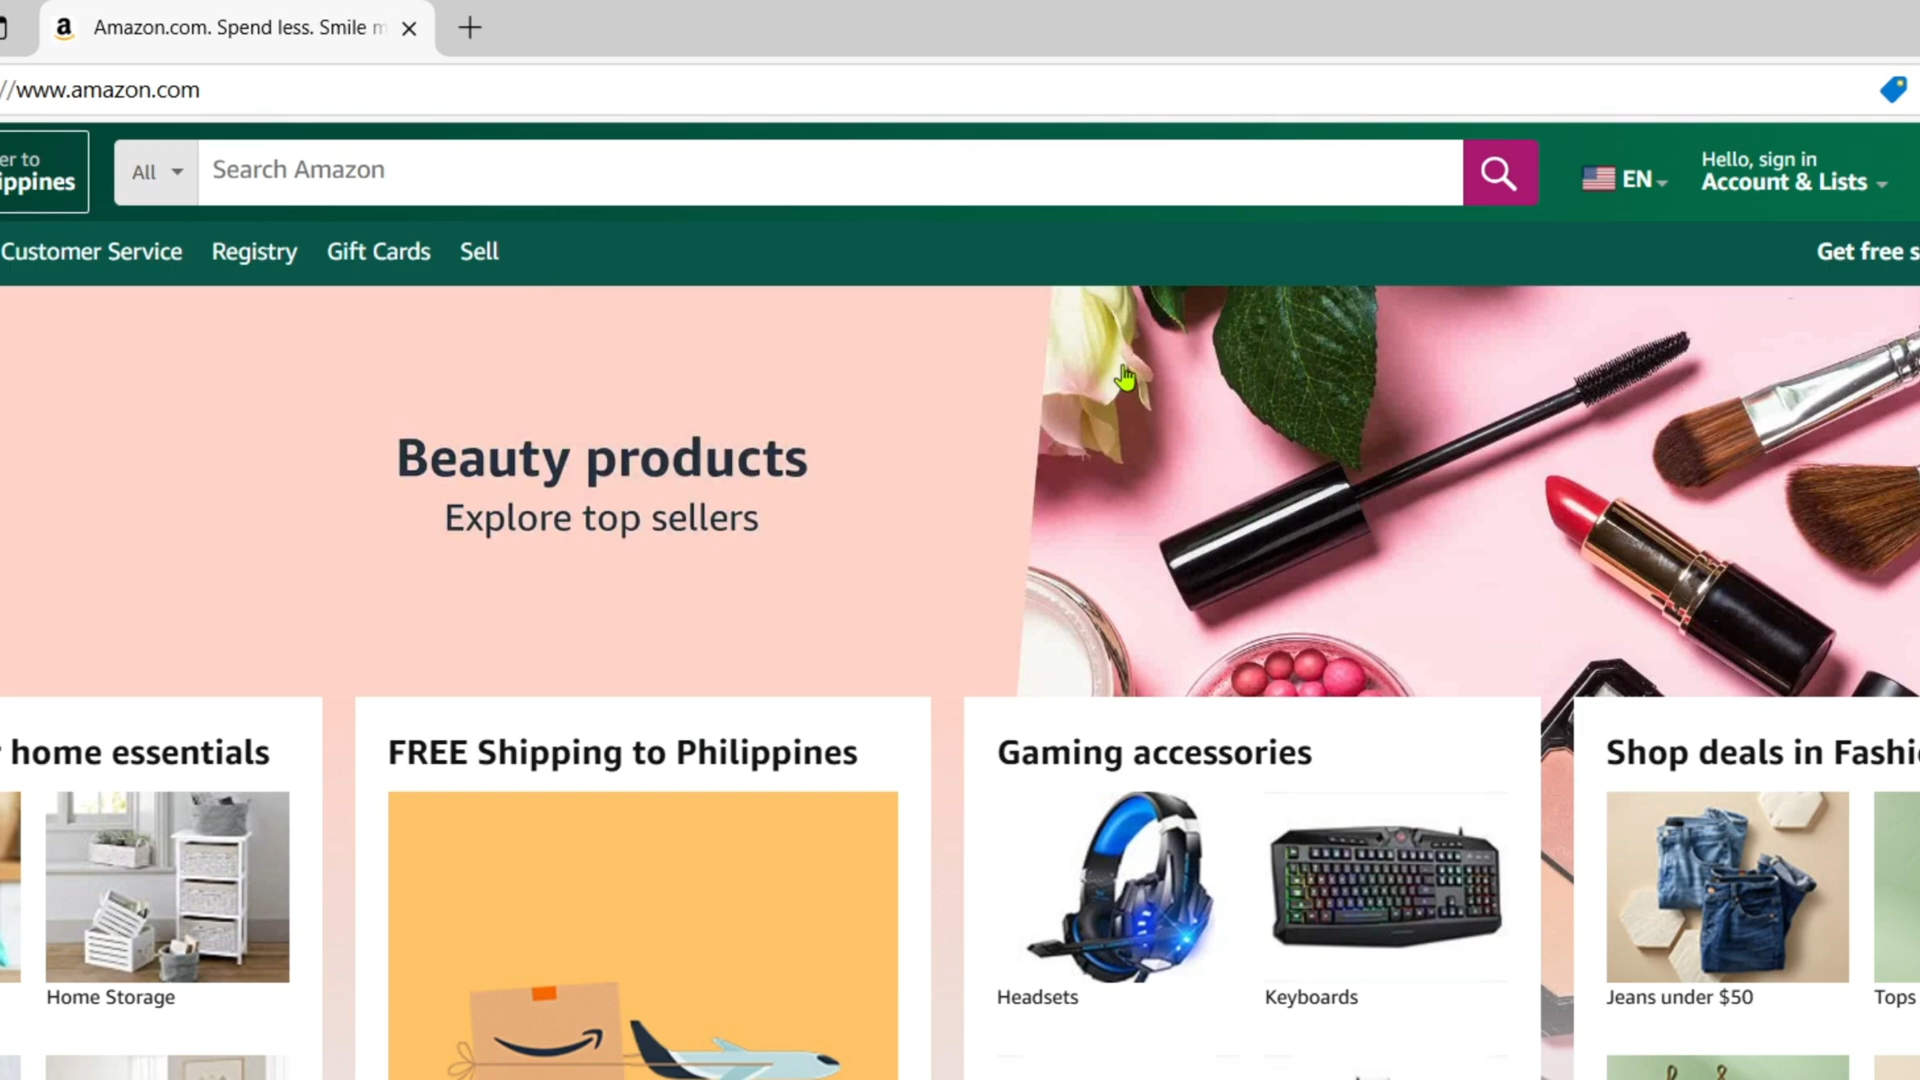 Amazon.com. Spend less. Smile m
//www.amazon.com
er to
ippines
All
Search Amazon
EN
Hello, sign in
Account & Lists
Customer Service
Registry
Gift Cards
Sell
Get free s
Beauty products
Explore top sellers
home essentials
FREE Shipping to Philippines
Gaming accessories
Shop deals in Fashi
Home Storage
Headsets
Keyboards
Jeans under $50
Tops